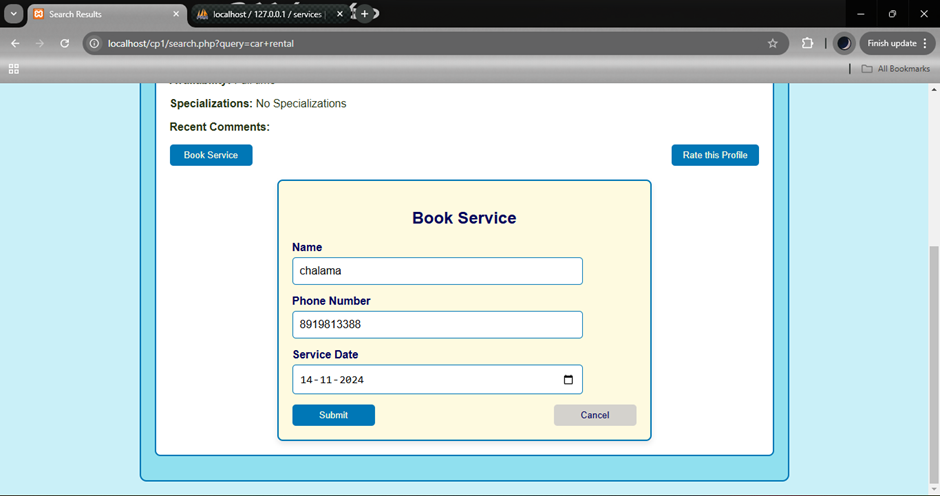 Search Results
localhost / 127.0.0.1 / services |
localhost/cp1/search.php?query=car+rental
Finish update
All Bookmarks
Specializations: No Specializations
Recent Comments:
Book Service
Rate this Profile
Book Service
Name
chalama
Phone Number
8919813388
Service Date
14-11-2024
Submit
Cancel